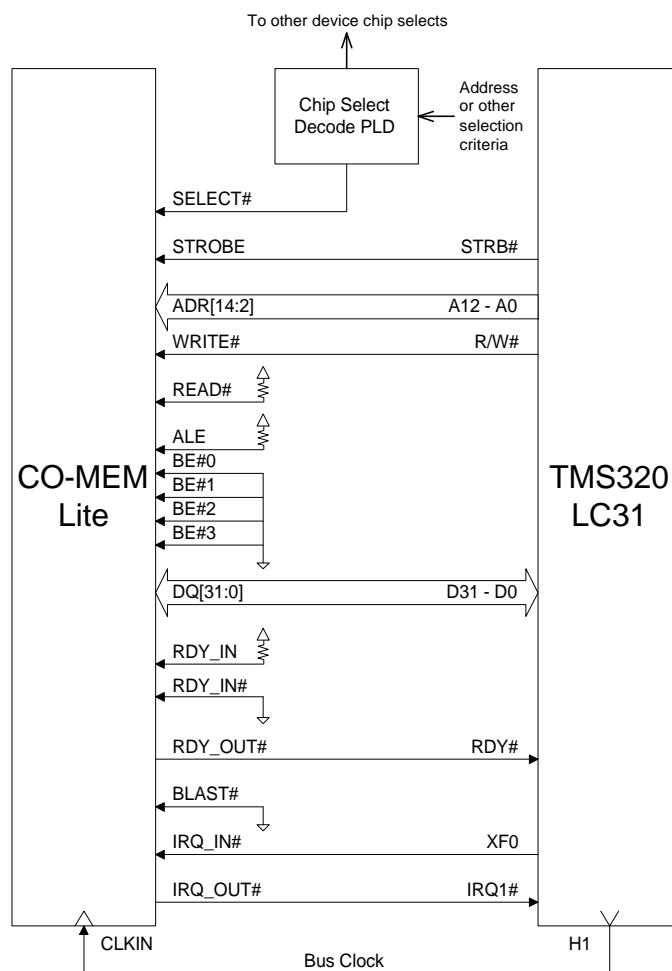 To other device chip selects
Chip Select
Decode PLD
Address
or other
selection
criteria
SELECT#
STROBE STRB#
ADR[14:2] A12 - A0
WRITE# R/W#
READ#
ALE
BE#0
BE#1
BE#2
BE#3
CO-MEM
Lite
TMS320
LC31
DQ[31:0] D31 - D0
RDY_IN
RDY_IN#
RDY_OUT# RDY#
BLAST#
IRQ_IN# XF0
IRQ_OUT# IRQ1#
CLKIN H1
Bus Clock